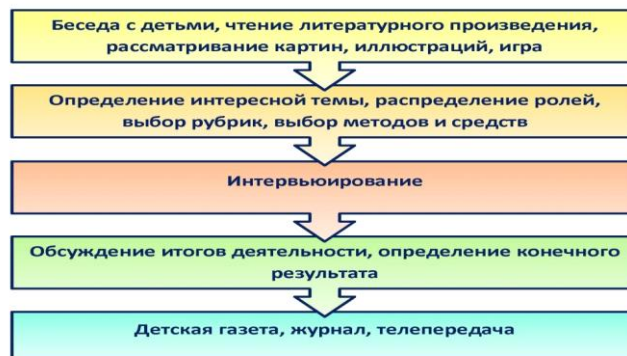 Беседа с детьми, чтение литературного произведения,
рассматривание картин, иллюстраций, игра
Определение интересной темы, распределение ролей,
выбор рубрик, выбор методов и средств
Интервьюирование
Обсуждение итогов деятельности, определение конечного
результата
Детская газета, журнал, телепередача